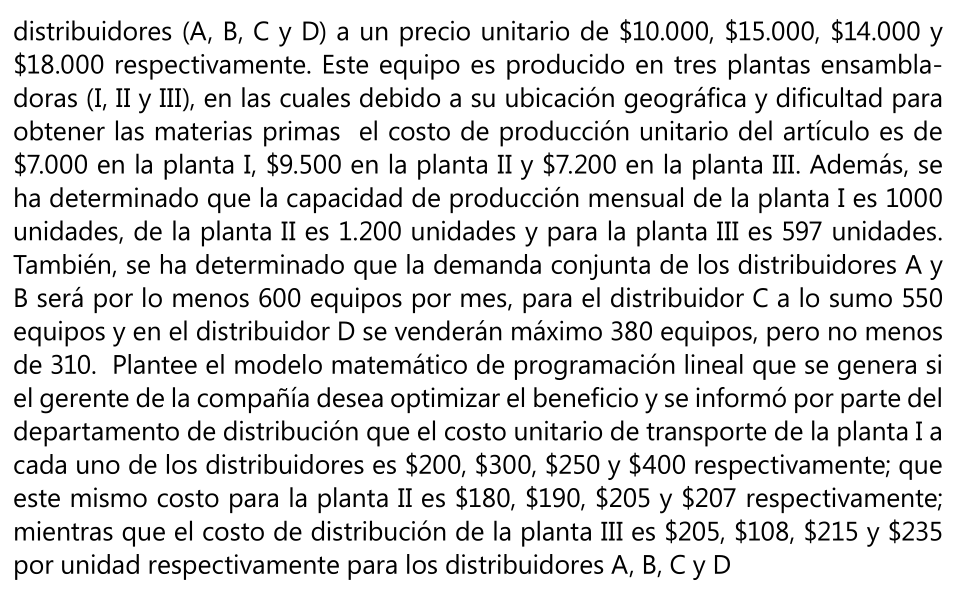 distribuidores (A, B, C y D) a un precio unitario de $10.000, $15.000, $14.000 y
$18.000 respectivamente. Este equipo es producido en tres plantas ensambla-
doras (I, II y III), en las cuales debido a su ubicación geográfica y dificultad para
obtener las materias primas  el costo de producción unitario del artículo es de
$7.000 en la planta I, $9.500 en la planta II y $7.200 en la planta III. Además, se
ha determinado que la capacidad de producción mensual de la planta I es 1000
unidades, de la planta II es 1.200 unidades y para la planta III es 597 unidades.
También, se ha determinado que la demanda conjunta de los distribuidores A y
B será por lo menos 600 equipos por mes, para el distribuidor C a lo sumo 550
equipos y en el distribuidor D se venderán máximo 380 equipos, pero no menos
de 310.  Plantee el modelo matemático de programación lineal que se genera si
el gerente de la compañía desea optimizar el beneficio y se informó por parte del
departamento de distribución que el costo unitario de transporte de la planta I a
cada uno de los distribuidores es $200, $300, $250 y $400 respectivamente; que
este mismo costo para la planta II es $180, $190, $205 y $207 respectivamente;
mientras que el costo de distribución de la planta III es $205, $108, $215 y $235
por unidad respectivamente para los distribuidores A, B, C y D